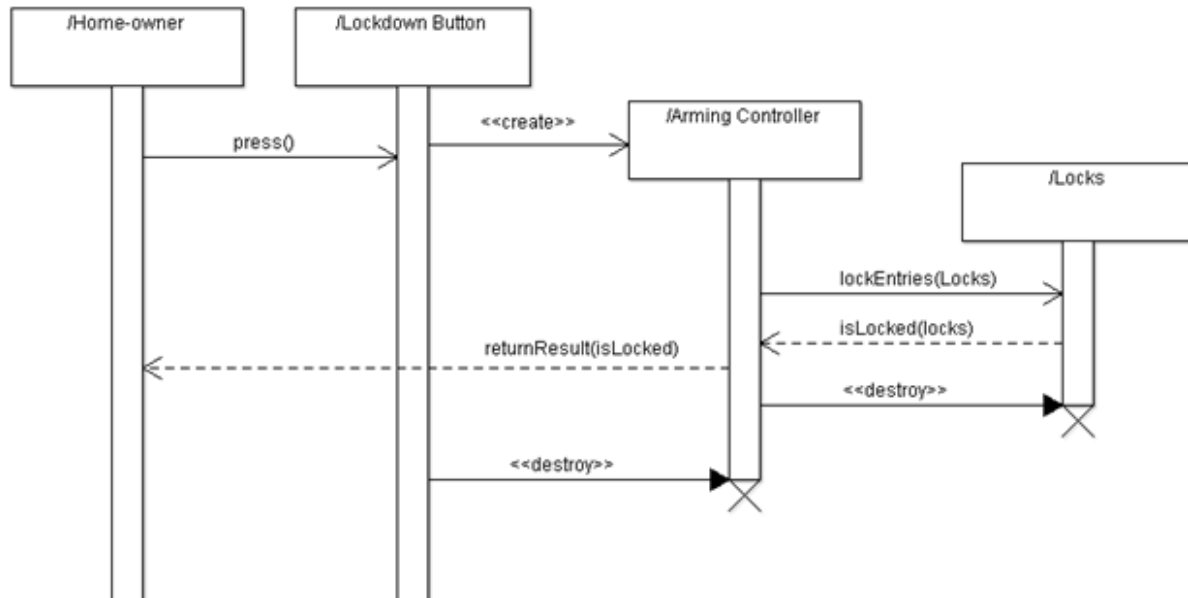 /Home-owner
/Lockdown Button
<<create>>
/Arming Controller
press()
/Locks
lockEntries(Locks)
isLocked(locks)
returnResult(isLocked)
<<destroy>>
<<destroy>>